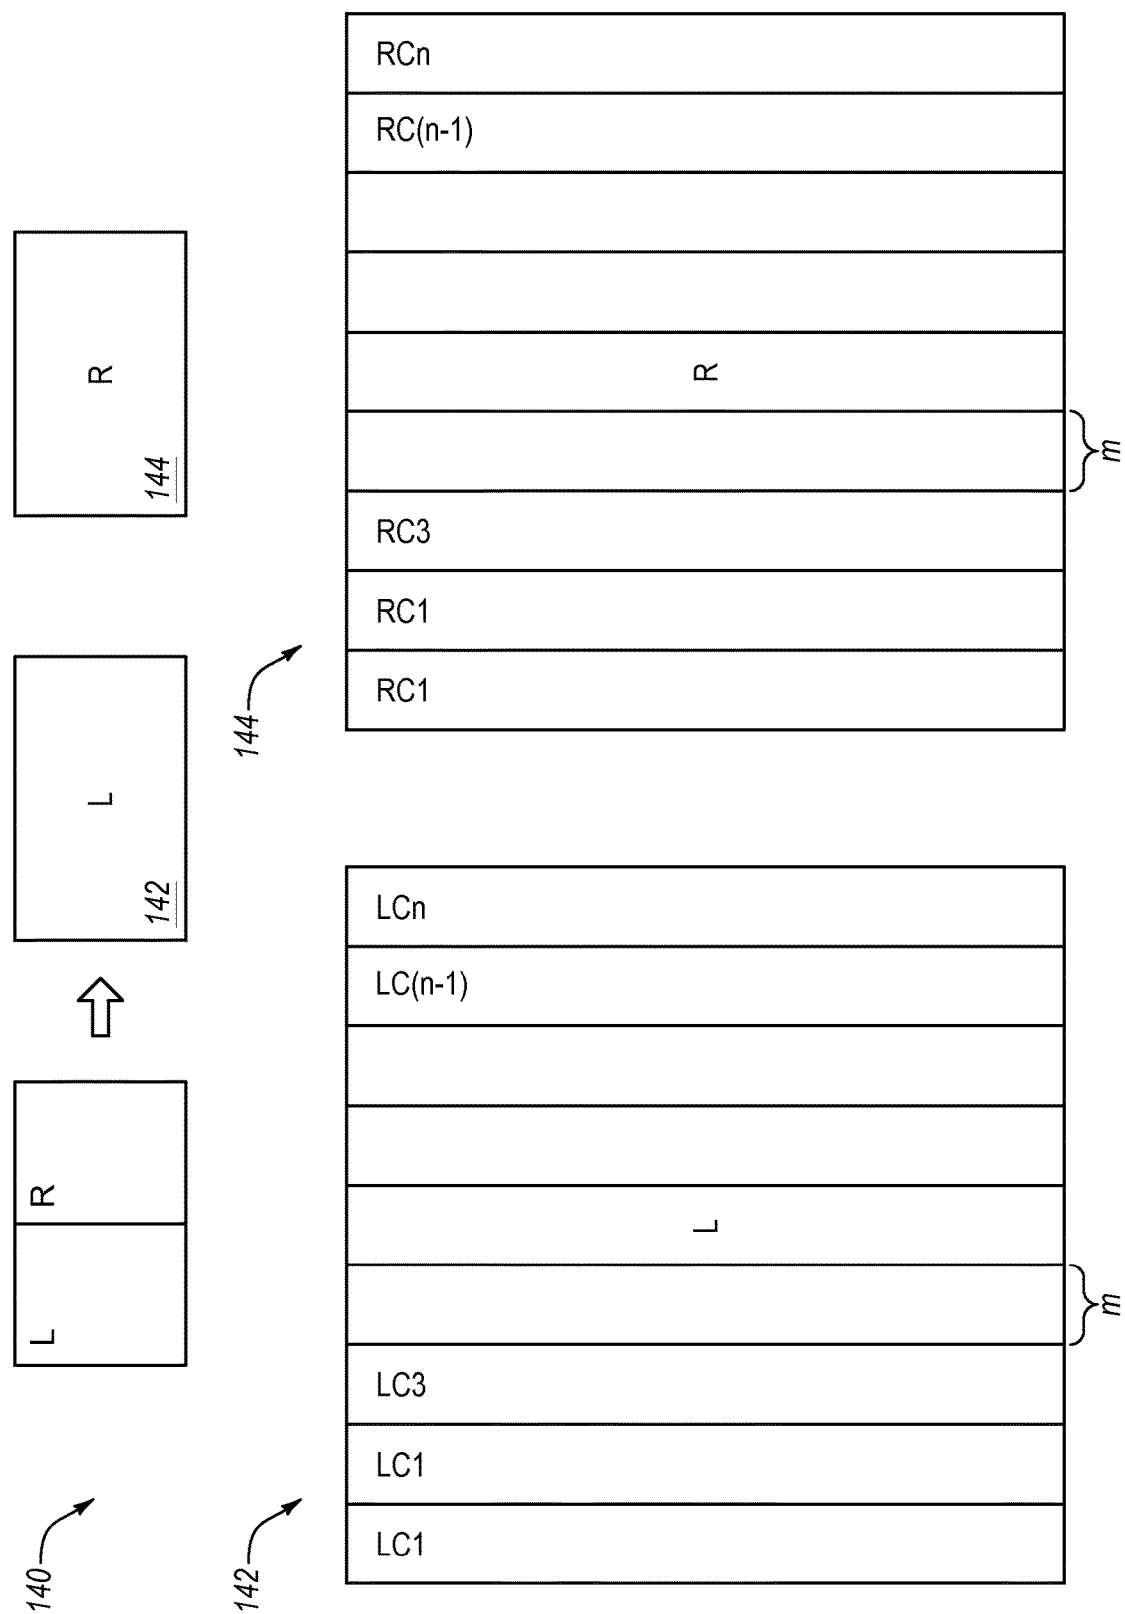 RCn
RC(n-1)
R
R
144
m
RC3
RC1
RC1
144
L
142
LCn
LC(n-1)
R
L
L
m
LC3
LC1
LC1
140
142